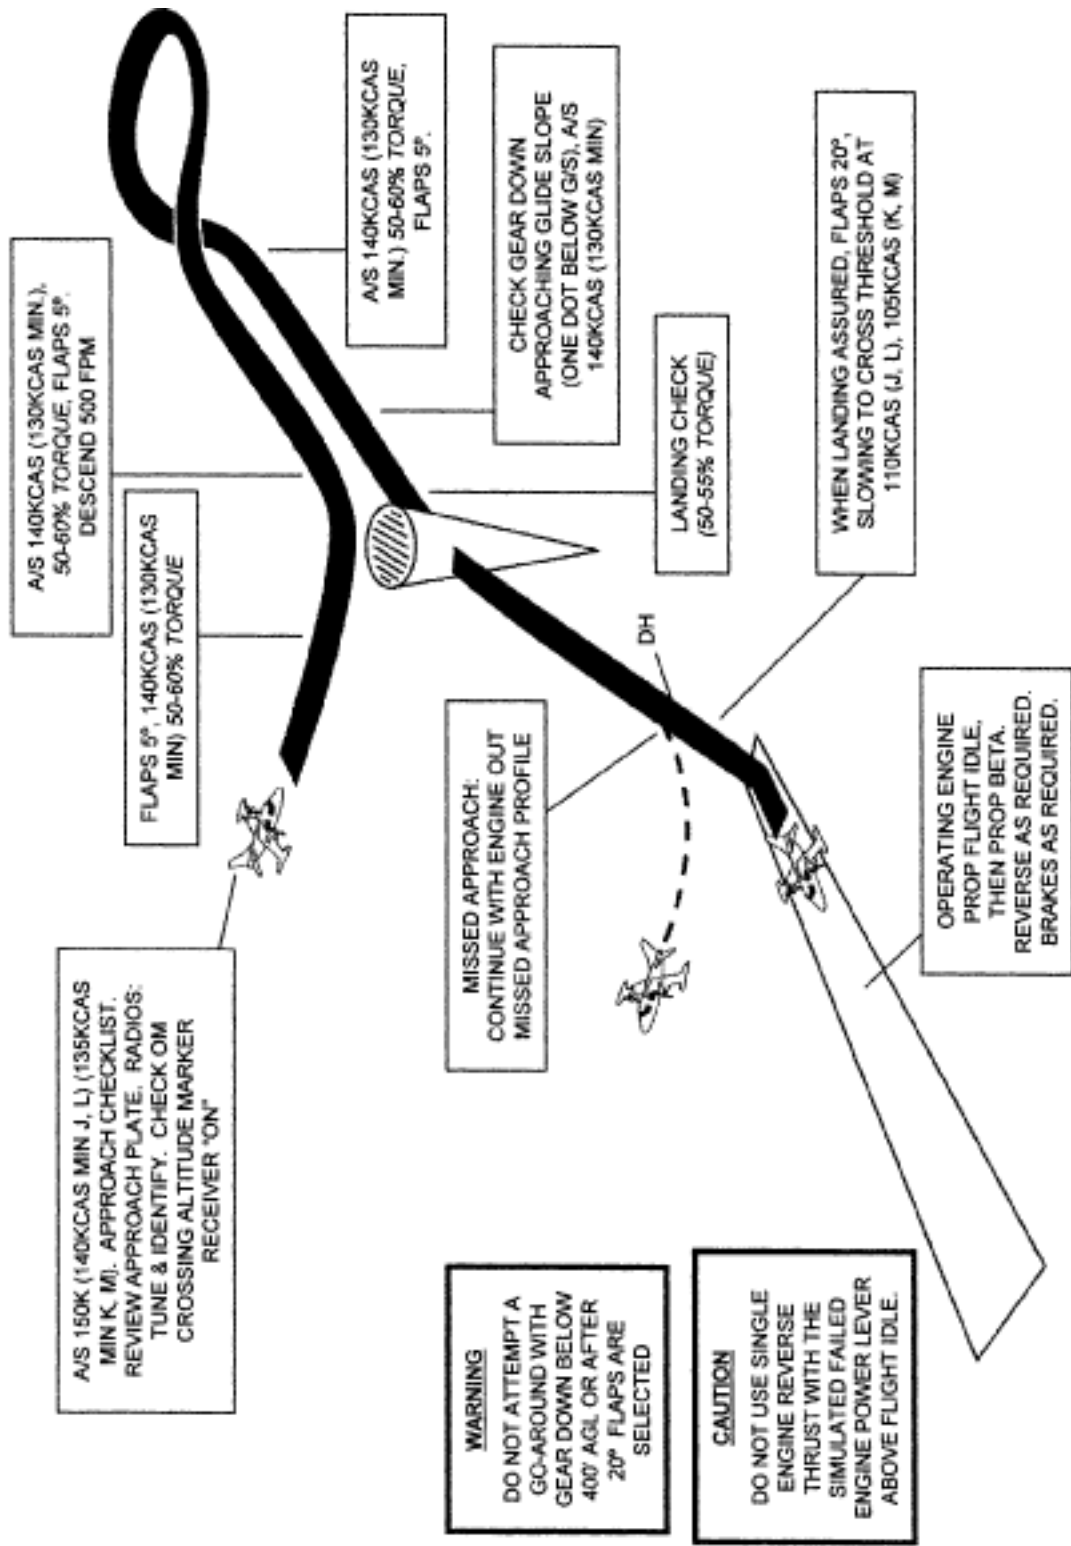 A/S 150K (140KCAS MIN J, L) (135KCAS
MIN K, M). APPROACH CHECKLIST.
REVIEW APPROACH PLATE. RADIOS:
TUNE & IDENTIFY. CHECK OM
CROSSING ALTITUDE MARKER
RECEIVER "ON"
FLAPS 5º, 140KCAS (130KCAS
MIN) 50-60% TORQUE
A/S 140KCAS (130KCAS MIN.),
50-60% TORQUE, FLAPS 5º.
DESCEND 500 FPM
A/S 140KCAS (130KCAS
MIN.) 50-60% TORQUE,
FLAPS 5º.
CHECK GEAR DOWN
APPROACHING GLIDE SLOPE
(ONE DOT BELOW G/S), A/S
140KCAS (130KCAS MIN)
LANDING CHECK
(50-55% TORQUE)
MISSED APPROACH:
CONTINUE WITH ENGINE OUT
MISSED APPROACH PROFILE
DH
WHEN LANDING ASSURED, FLAPS 20º,
SLOWING TO CROSS THRESHOLD AT
110KCAS (J, L), 105KCAS (K, M)
OPERATING ENGINE
PROP FLIGHT IDLE,
THEN PROP BETA.
REVERSE AS REQUIRED.
BRAKES AS REQUIRED.
WARNING
DO NOT ATTEMPT A
GO-AROUND WITH
GEAR DOWN BELOW
400' AGL OR AFTER
20º FLAPS ARE
SELECTED
CAUTION
DO NOT USE SINGLE
ENGINE REVERSE
THRUST WITH THE
SIMULATED FAILED
ENGINE POWER LEVER
ABOVE FLIGHT IDLE.